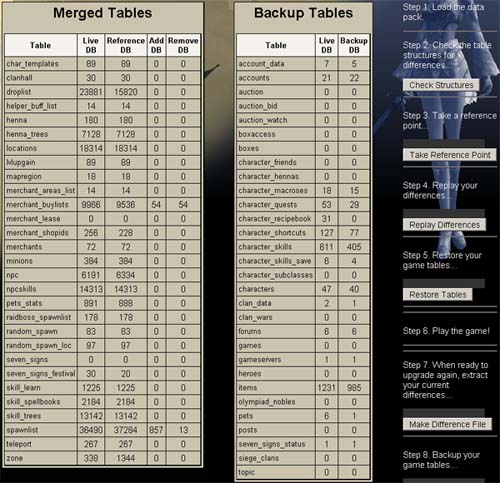 Merged Tables
Table Live DB Reference DB Add DB Remove DB
char_templates 89 89 0 0
clanhall 30 30 0 0
droplist 23881 15820 0 0
helper_buff_list 14 14 0 0
henna 180 180 0 0
henna_trees 7128 7128 0 0
locations 18314 18314 0 0
lvlupgain 89 89 0 0
mapregion 18 18 0 0
merchant_areas_list 14 14 0 0
merchant_buylists 9966 9536 54 54
merchant_lease 0 0 0 0
merchant_shopids 256 228 0 0
merchants 72 72 0 0
minions 384 384 0 0
npc 6191 6334 0 0
npcskills 14313 14313 0 0
pets_stats 891 888 0 0
raidboss_spawnlist 178 178 0 0
random_spawn 83 83 0 0
random_spawn_loc 97 97 0 0
seven_signs 0 0 0 0
seven_signs_festival 30 20 0 0
skill_learn 1225 1225 0 0
skill_spellbooks 2184 2184 0 0
skill_trees 13142 13142 0 0
spawnlist 36490 37284 857 13
teleport 267 267 0 0
zone 338 1344 0 0
Backup Tables
Table Live DB Backup DB
account_data 7 5
accounts 21 22
auction 0 0
auction_bid 0 0
auction_watch 0 0
boxaccess 0 0
boxes 0 0
character_friends 0 0
character_hennas 0 0
character_macroses 18 15
character_quests 53 29
character_recipebook 31 0
character_shortcuts 127 77
character_skills 611 405
character_skills_save 6 4
character_subclasses 0 0
characters 47 40
clan_data 2 1
clan_wars 0 0
forums 6 6
games 0 0
gameservers 1 1
heroes 0 0
items 1231 985
olympiad_nobles 0 0
pets 6 1
posts 0 0
seven_signs_status 1 1
siege_clans 0 0
topic 0 0
Step 1. Load the data
pack.
Step 2. Check the table
structures for
differences...
Check Structures
Step 3. Take a reference
point...
Take Reference Point
Step 4. Replay your
differences...
Replay Differences
Step 5. Restore your
game tables...
Restore Tables
Step 6. Play the game!
Step 7. When ready to
upgrade again, extract
your current
differences...
Make Difference File
Step 8. Backup your
game tables...